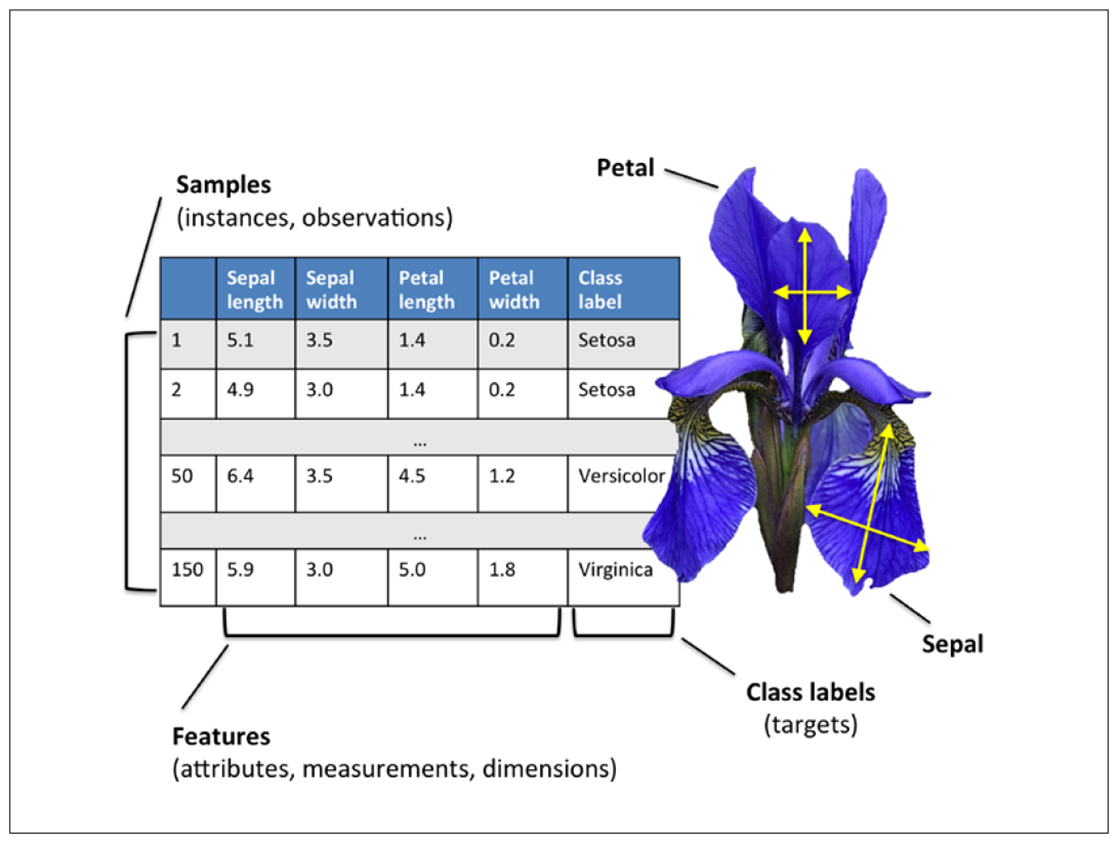 Petal
Samples
(instances, observations)
Sepal length Sepal width Petal length Petal width Class label
1 5.1 3.5 1.4 0.2 Setosa
2 4.9 3.0 1.4 0.2 Setosa
...
50 6.4 3.5 4.5 1.2 Versicolor
...
150 5.9 3.0 5.0 1.8 Virginica
Sepal
Class labels
(targets)
Features
(attributes, measurements, dimensions)